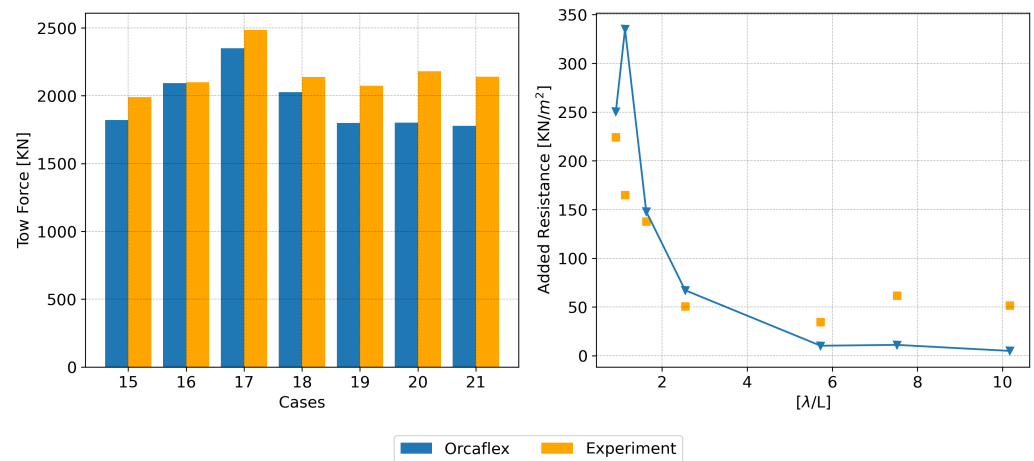 2500
2000
1500
1000
500
0
Tow Force [KN]
15 16 17 18 19 20 21
Cases
350
300
250
200
150
100
50
0
Added Resistance [KN/m²]
2 4 6 8 10
[λ/L]
Orcaflex Experiment